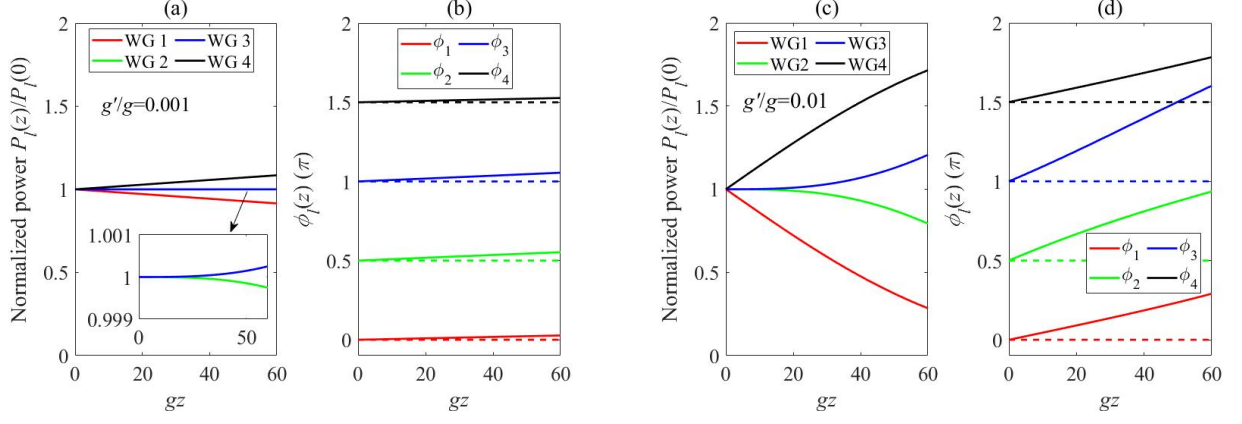 (a)
2
1.5
1
0.5
0
Normalized power P_l(z)/P_l(0)
WG 1 WG 3
WG 2 WG 4
g'/g=0.001
1.001
1
0.999
0 50
0 20 40 60
gz
(b)
2
1.5
1
0.5
0
ϕ_l(z) (π)
ϕ_1 ϕ_3
ϕ_2 ϕ_4
0 20 40 60
gz
(c)
2
1.5
1
0.5
0
Normalized power P_l(z)/P_l(0)
WG1 WG3
WG2 WG4
g'/g=0.01
0 20 40 60
gz
(d)
2
1.5
1
0.5
0
ϕ_l(z) (π)
ϕ_1 ϕ_3
ϕ_2 ϕ_4
0 20 40 60
gz